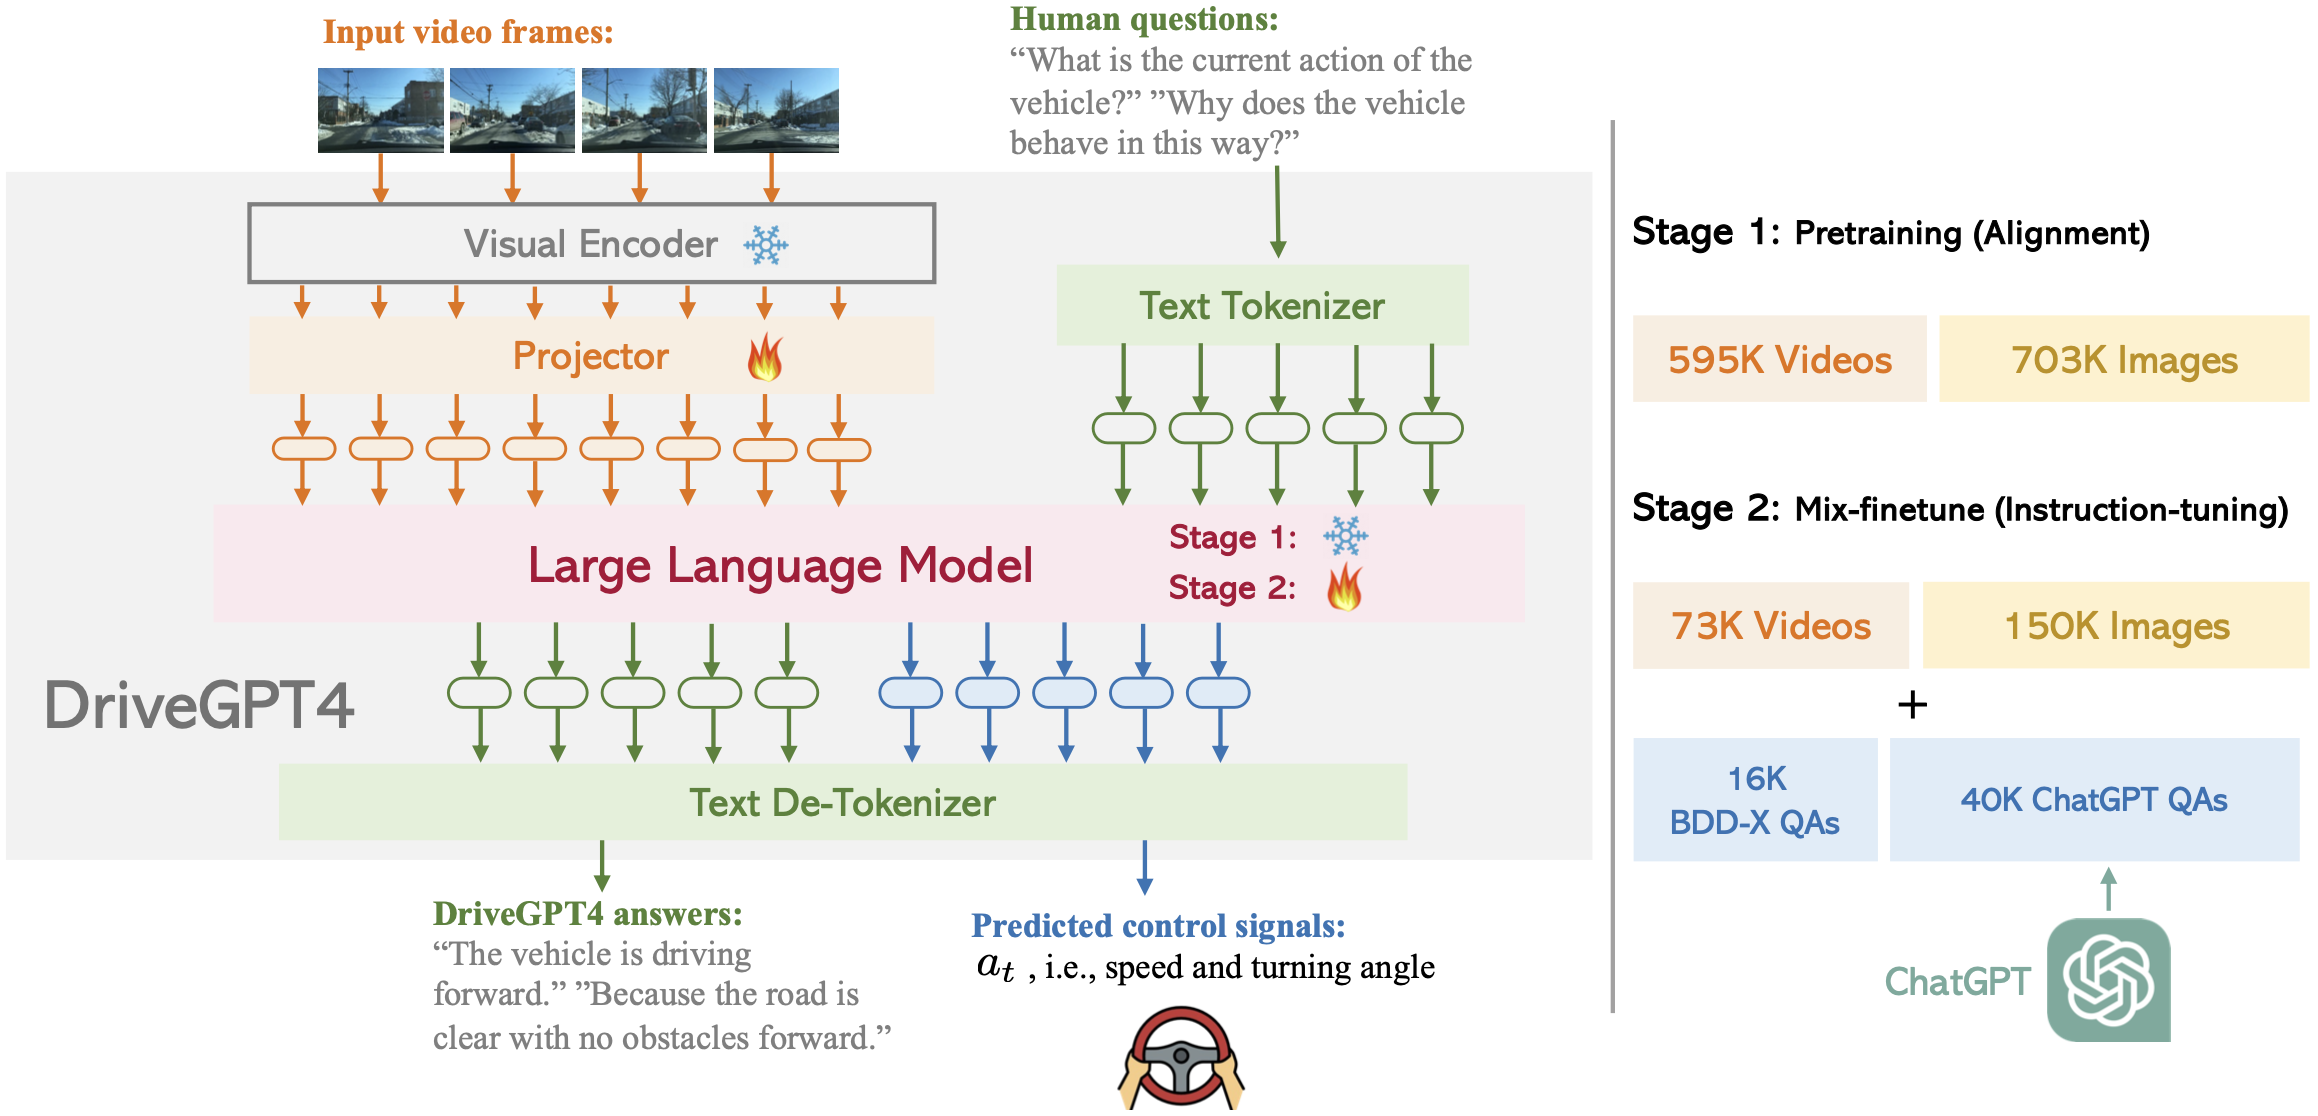 Input video frames:
Human questions:
“What is the current action of the
vehicle?” ”Why does the vehicle
behave in this way?”
Visual Encoder
Projector
Text Tokenizer
Large Language Model
Stage 1:
Stage 2:
DriveGPT4
Text De-Tokenizer
DriveGPT4 answers:
“The vehicle is driving
forward.” ”Because the road is
clear with no obstacles forward.”
Predicted control signals:
a_t , i.e., speed and turning angle
Stage 1: Pretraining (Alignment)
595K Videos
703K Images
Stage 2: Mix-finetune (Instruction-tuning)
73K Videos
150K Images
+
16K
BDD-X QAs
40K ChatGPT QAs
ChatGPT